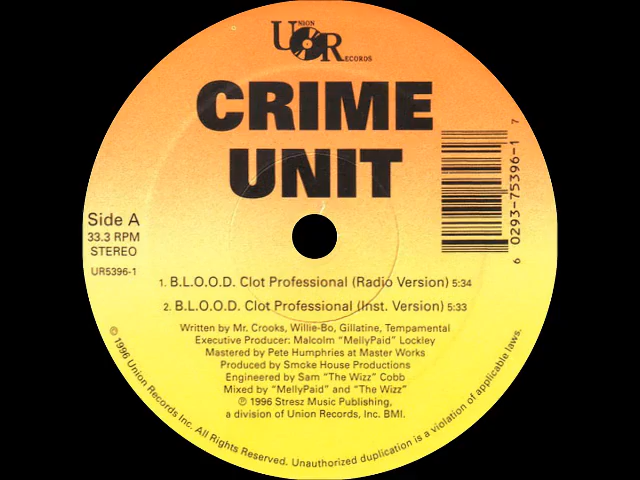 UNION RECORDS
CRIME
UNIT
Side A
33.3 RPM
STEREO
UR5396-1
6 0293-75396-1 7
1. B.L.O.O.D. Clot Professional (Radio Version) 5:34
2. B.L.O.O.D. Clot Professional (Inst. Version) 5:33
Written by Mr. Crooks, Willie-Bo, Gillatine, Tempamental
Executive Producer: Malcolm "MellyPaid" Lockley
Mastered by Pete Humphries at Master Works
Produced by Smoke House Productions
Engineered by Sam "The Wizz" Cobb
Mixed by "MellyPaid" and "The Wizz"
℗ 1996 Stresz Music Publishing,
a division of Union Records, Inc. BMI.
© 1996 Union Records Inc. All Rights Reserved. Unauthorized duplication is a violation of applicable laws.